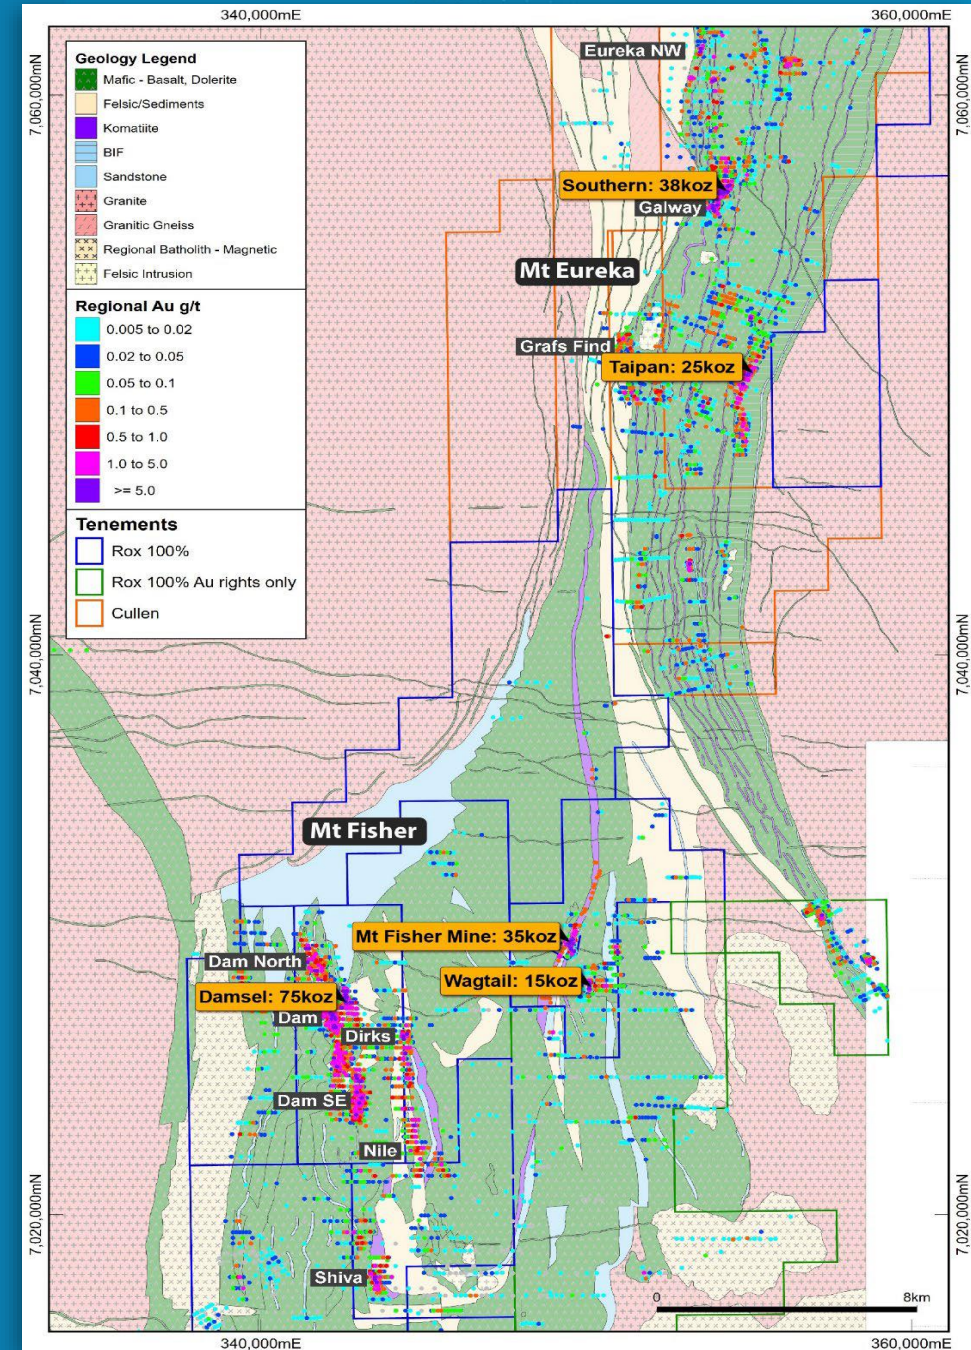 340,000mE
360,000mE
7,060,000mN
7,040,000mN
7,020,000mN
Geology Legend
Mafic - Basalt, Dolerite
Felsic/Sediments
Komatiite
BIF
Sandstone
Granite
Granitic Gneiss
Regional Batholith - Magnetic
Felsic Intrusion
Regional Au g/t
0.005 to 0.02
0.02 to 0.05
0.05 to 0.1
0.1 to 0.5
0.5 to 1.0
1.0 to 5.0
>= 5.0
Tenements
Rox 100%
Rox 100% Au rights only
Cullen
Eureka NW
Southern: 38koz
Galway
Mt Eureka
Grafs Find
Taipan: 25koz
Mt Fisher
Mt Fisher Mine: 35koz
Dam North
Wagtail: 15koz
Damsel: 75koz
Dam
Dirks
Dam SE
Nile
Shiva
0
8km
7,060,000mN
7,040,000mN
7,020,000mN
340,000mE
360,000mE